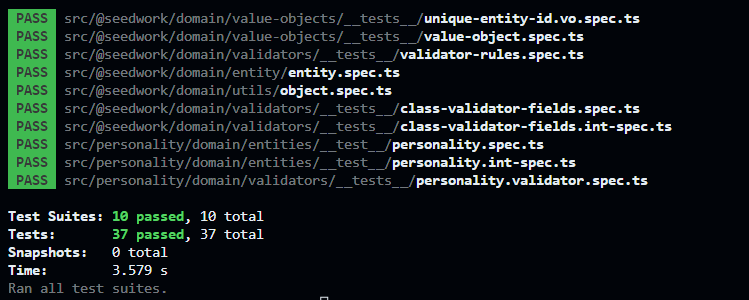 PASS src/@seedwork/domain/value-objects/__tests__/unique-entity-id.vo.spec.ts
PASS src/@seedwork/domain/value-objects/__tests__/value-object.spec.ts
PASS src/@seedwork/domain/validators/__tests__/validator-rules.spec.ts
PASS src/@seedwork/domain/entity/entity.spec.ts
PASS src/@seedwork/domain/utils/object.spec.ts
PASS src/@seedwork/domain/validators/__tests__/class-validator-fields.spec.ts
PASS src/@seedwork/domain/validators/__tests__/class-validator-fields.int-spec.ts
PASS src/personality/domain/entities/__test__/personality.spec.ts
PASS src/personality/domain/entities/__test__/personality.int-spec.ts
PASS src/personality/domain/validators/__tests__/personality.validator.spec.ts
Test Suites: 10 passed, 10 total
Tests: 37 passed, 37 total
Snapshots: 0 total
Time: 3.579 s
Ran all test suites.